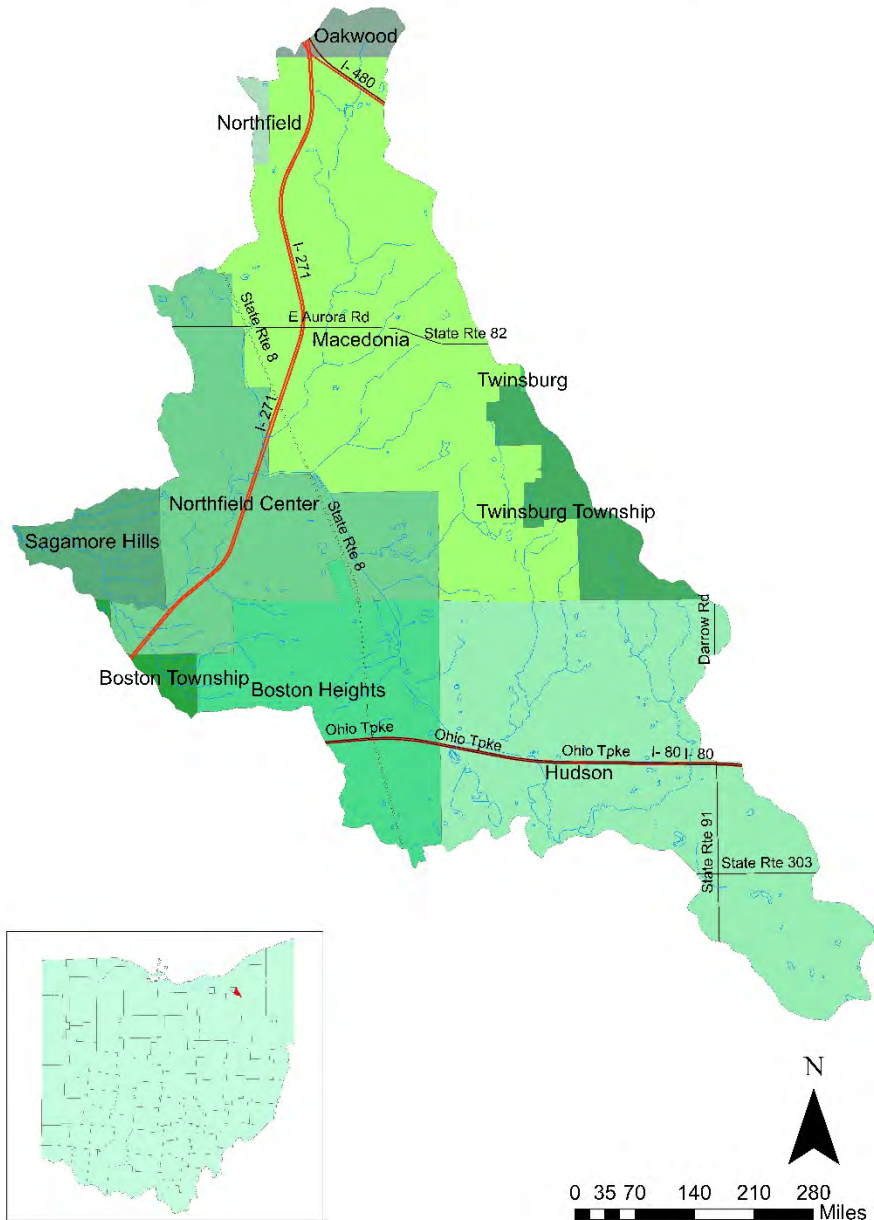 Oakwood
I- 480
Northfield
I- 271
State Rte 8
E Aurora Rd
State Rte 82
Macedonia
Twinsburg
I- 271
Northfield Center
State Rte 8
Twinsburg Township
Sagamore Hills
Darrow Rd
Boston Township
Boston Heights
Ohio Tpke
Ohio Tpke
Ohio Tpke
I- 80
I- 80
Hudson
State Rte 91
State Rte 303
N
0 35 70 140 210 280
Miles